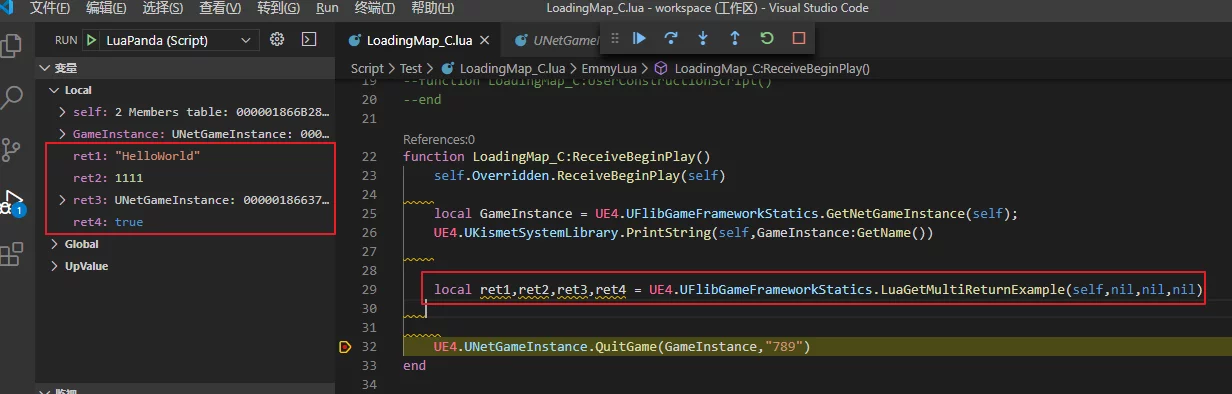 文件(F) 编辑(E) 选择(S) 查看(V) 转到(G) Run 终端(T) 帮助(H) LoadingMap_C.lua - workspace (工作区) - Visual Studio Code
RUN LuaPanda (Script)
LoadingMap_C.lua
UNetGameI
变量
Local
self: 2 Members table: 000001866B28...
GameInstance: UNetGameInstance: 000...
ret1: "HelloWorld"
ret2: 1111
ret3: UNetGameInstance: 00000186637...
ret4: true
Global
UpValue
1
Script > Test > LoadingMap_C.lua > EmmyLua > LoadingMap_C:ReceiveBeginPlay()
19 --function LoadingMap_C:UserConstructionScript()
20 --end
21
References:0
22 function LoadingMap_C:ReceiveBeginPlay()
23 self.Overridden.ReceiveBeginPlay(self)
24
25 local GameInstance = UE4.UFlibGameFrameworkStatics.GetNetGameInstance(self);
26 UE4.UKismetSystemLibrary.PrintString(self,GameInstance:GetName())
27
28
29 local ret1,ret2,ret3,ret4 = UE4.UFlibGameFrameworkStatics.LuaGetMultiReturnExample(self,nil,nil,nil)
30
31
32 UE4.UNetGameInstance.QuitGame(GameInstance,"789")
33 end
34